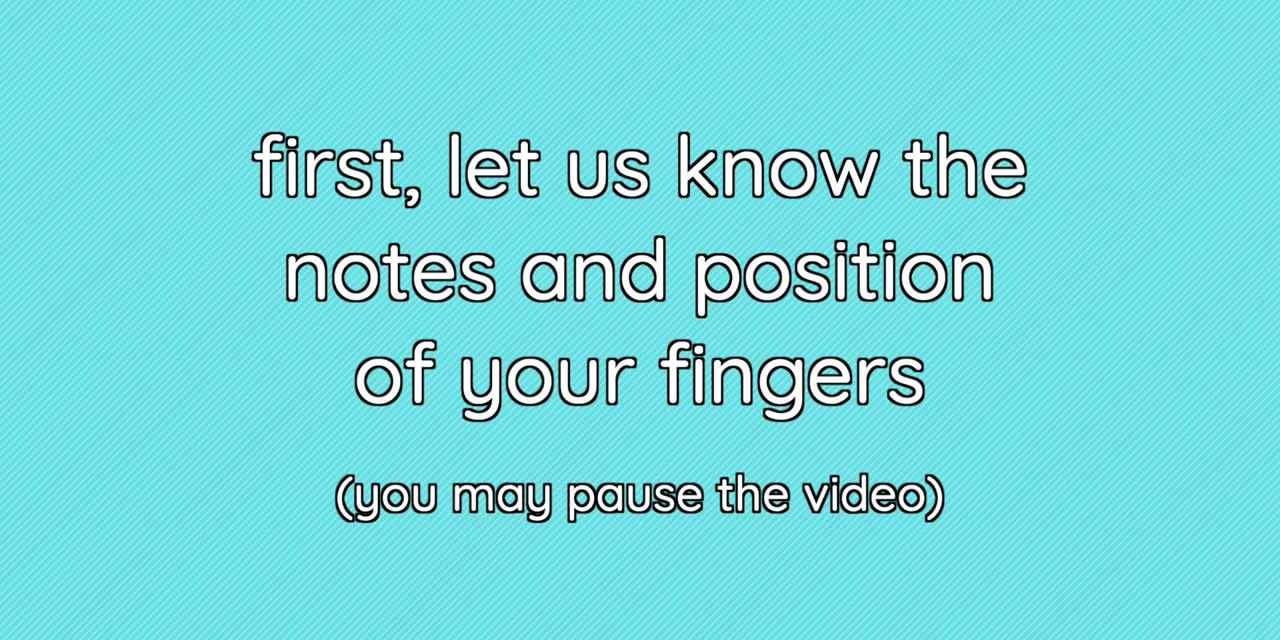 first, let us know the
notes and position
of your fingers
(you may pause the video)